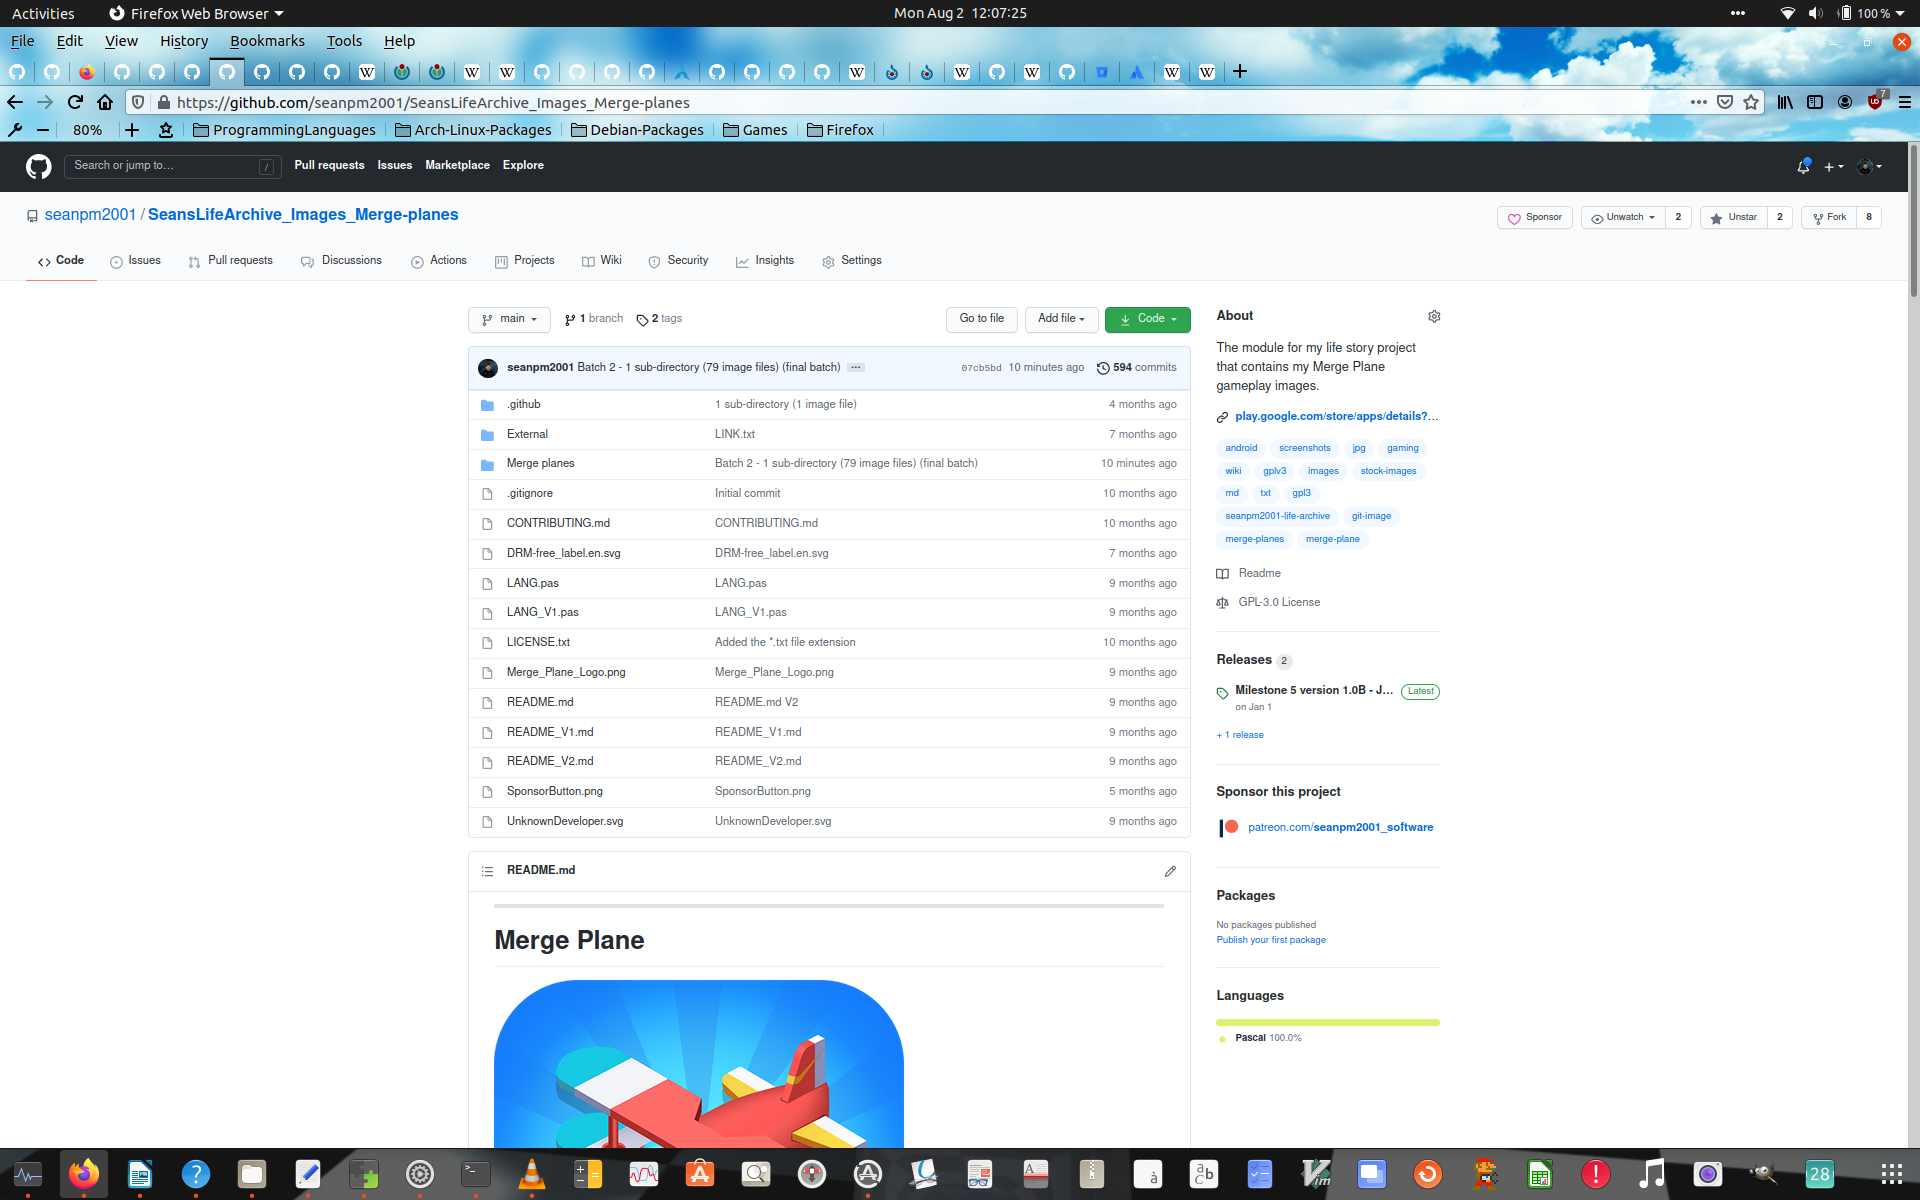 Activities Firefox Web Browser Mon Aug 2 12:07:25 100 %
File Edit View History Bookmarks Tools Help
https://github.com/seanpm2001/SeansLifeArchive_Images_Merge-planes 7
80% ProgrammingLanguages Arch-Linux-Packages Debian-Packages Games Firefox
Search or jump to... / Pull requests Issues Marketplace Explore
seanpm2001 / SeansLifeArchive_Images_Merge-planes Sponsor Unwatch 2 Unstar 2 Fork 8
Code Issues Pull requests Discussions Actions Projects Wiki Security Insights Settings
main 1 branch 2 tags Go to file Add file Code
seanpm2001 Batch 2 - 1 sub-directory (79 image files) (final batch) ... 07cb5bd 10 minutes ago 594 commits
.github 1 sub-directory (1 image file) 4 months ago
External LINK.txt 7 months ago
Merge planes Batch 2 - 1 sub-directory (79 image files) (final batch) 10 minutes ago
.gitignore Initial commit 10 months ago
CONTRIBUTING.md CONTRIBUTING.md 10 months ago
DRM-free_label.en.svg DRM-free_label.en.svg 7 months ago
LANG.pas LANG.pas 9 months ago
LANG_V1.pas LANG_V1.pas 9 months ago
LICENSE.txt Added the *.txt file extension 10 months ago
Merge_Plane_Logo.png Merge_Plane_Logo.png 9 months ago
README.md README.md V2 9 months ago
README_V1.md README_V1.md 9 months ago
README_V2.md README_V2.md 9 months ago
SponsorButton.png SponsorButton.png 5 months ago
UnknownDeveloper.svg UnknownDeveloper.svg 9 months ago
README.md
Merge Plane
About
The module for my life story project
that contains my Merge Plane
gameplay images.
play.google.com/store/apps/details?...
android screenshots jpg gaming
wiki gplv3 images stock-images
md txt gpl3
seanpm2001-life-archive git-image
merge-planes merge-plane
Readme
GPL-3.0 License
Releases 2
Milestone 5 version 1.0B - J... Latest
on Jan 1
+ 1 release
Sponsor this project
patreon.com/seanpm2001_software
Packages
No packages published
Publish your first package
Languages
Pascal 100.0%
28